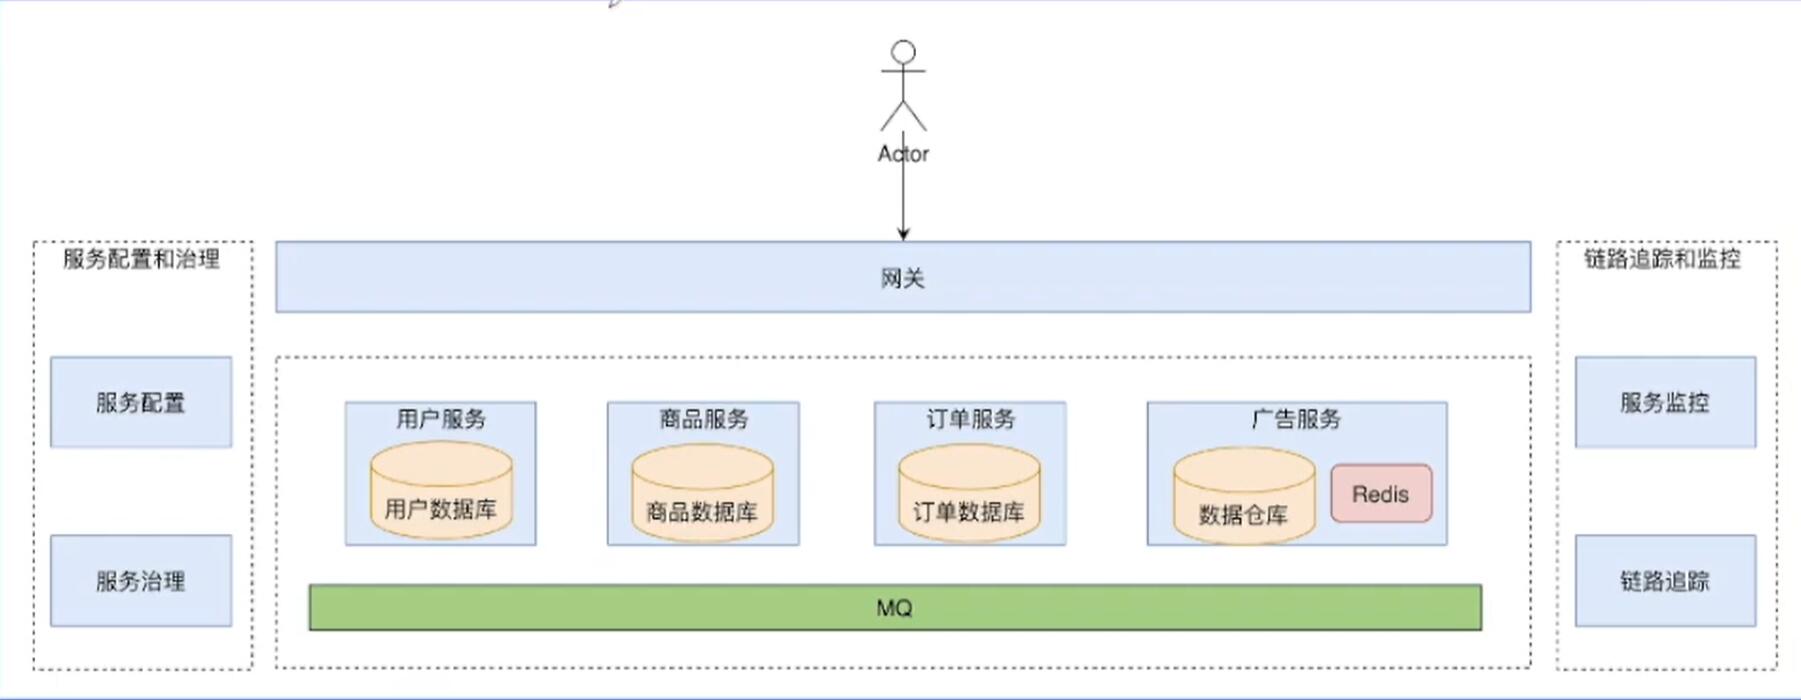 Actor
服务配置和治理
网关
链路追踪和监控
服务配置
用户服务
商品服务
订单服务
广告服务
服务监控
用户数据库
商品数据库
订单数据库
数据仓库
Redis
服务治理
链路追踪
MQ